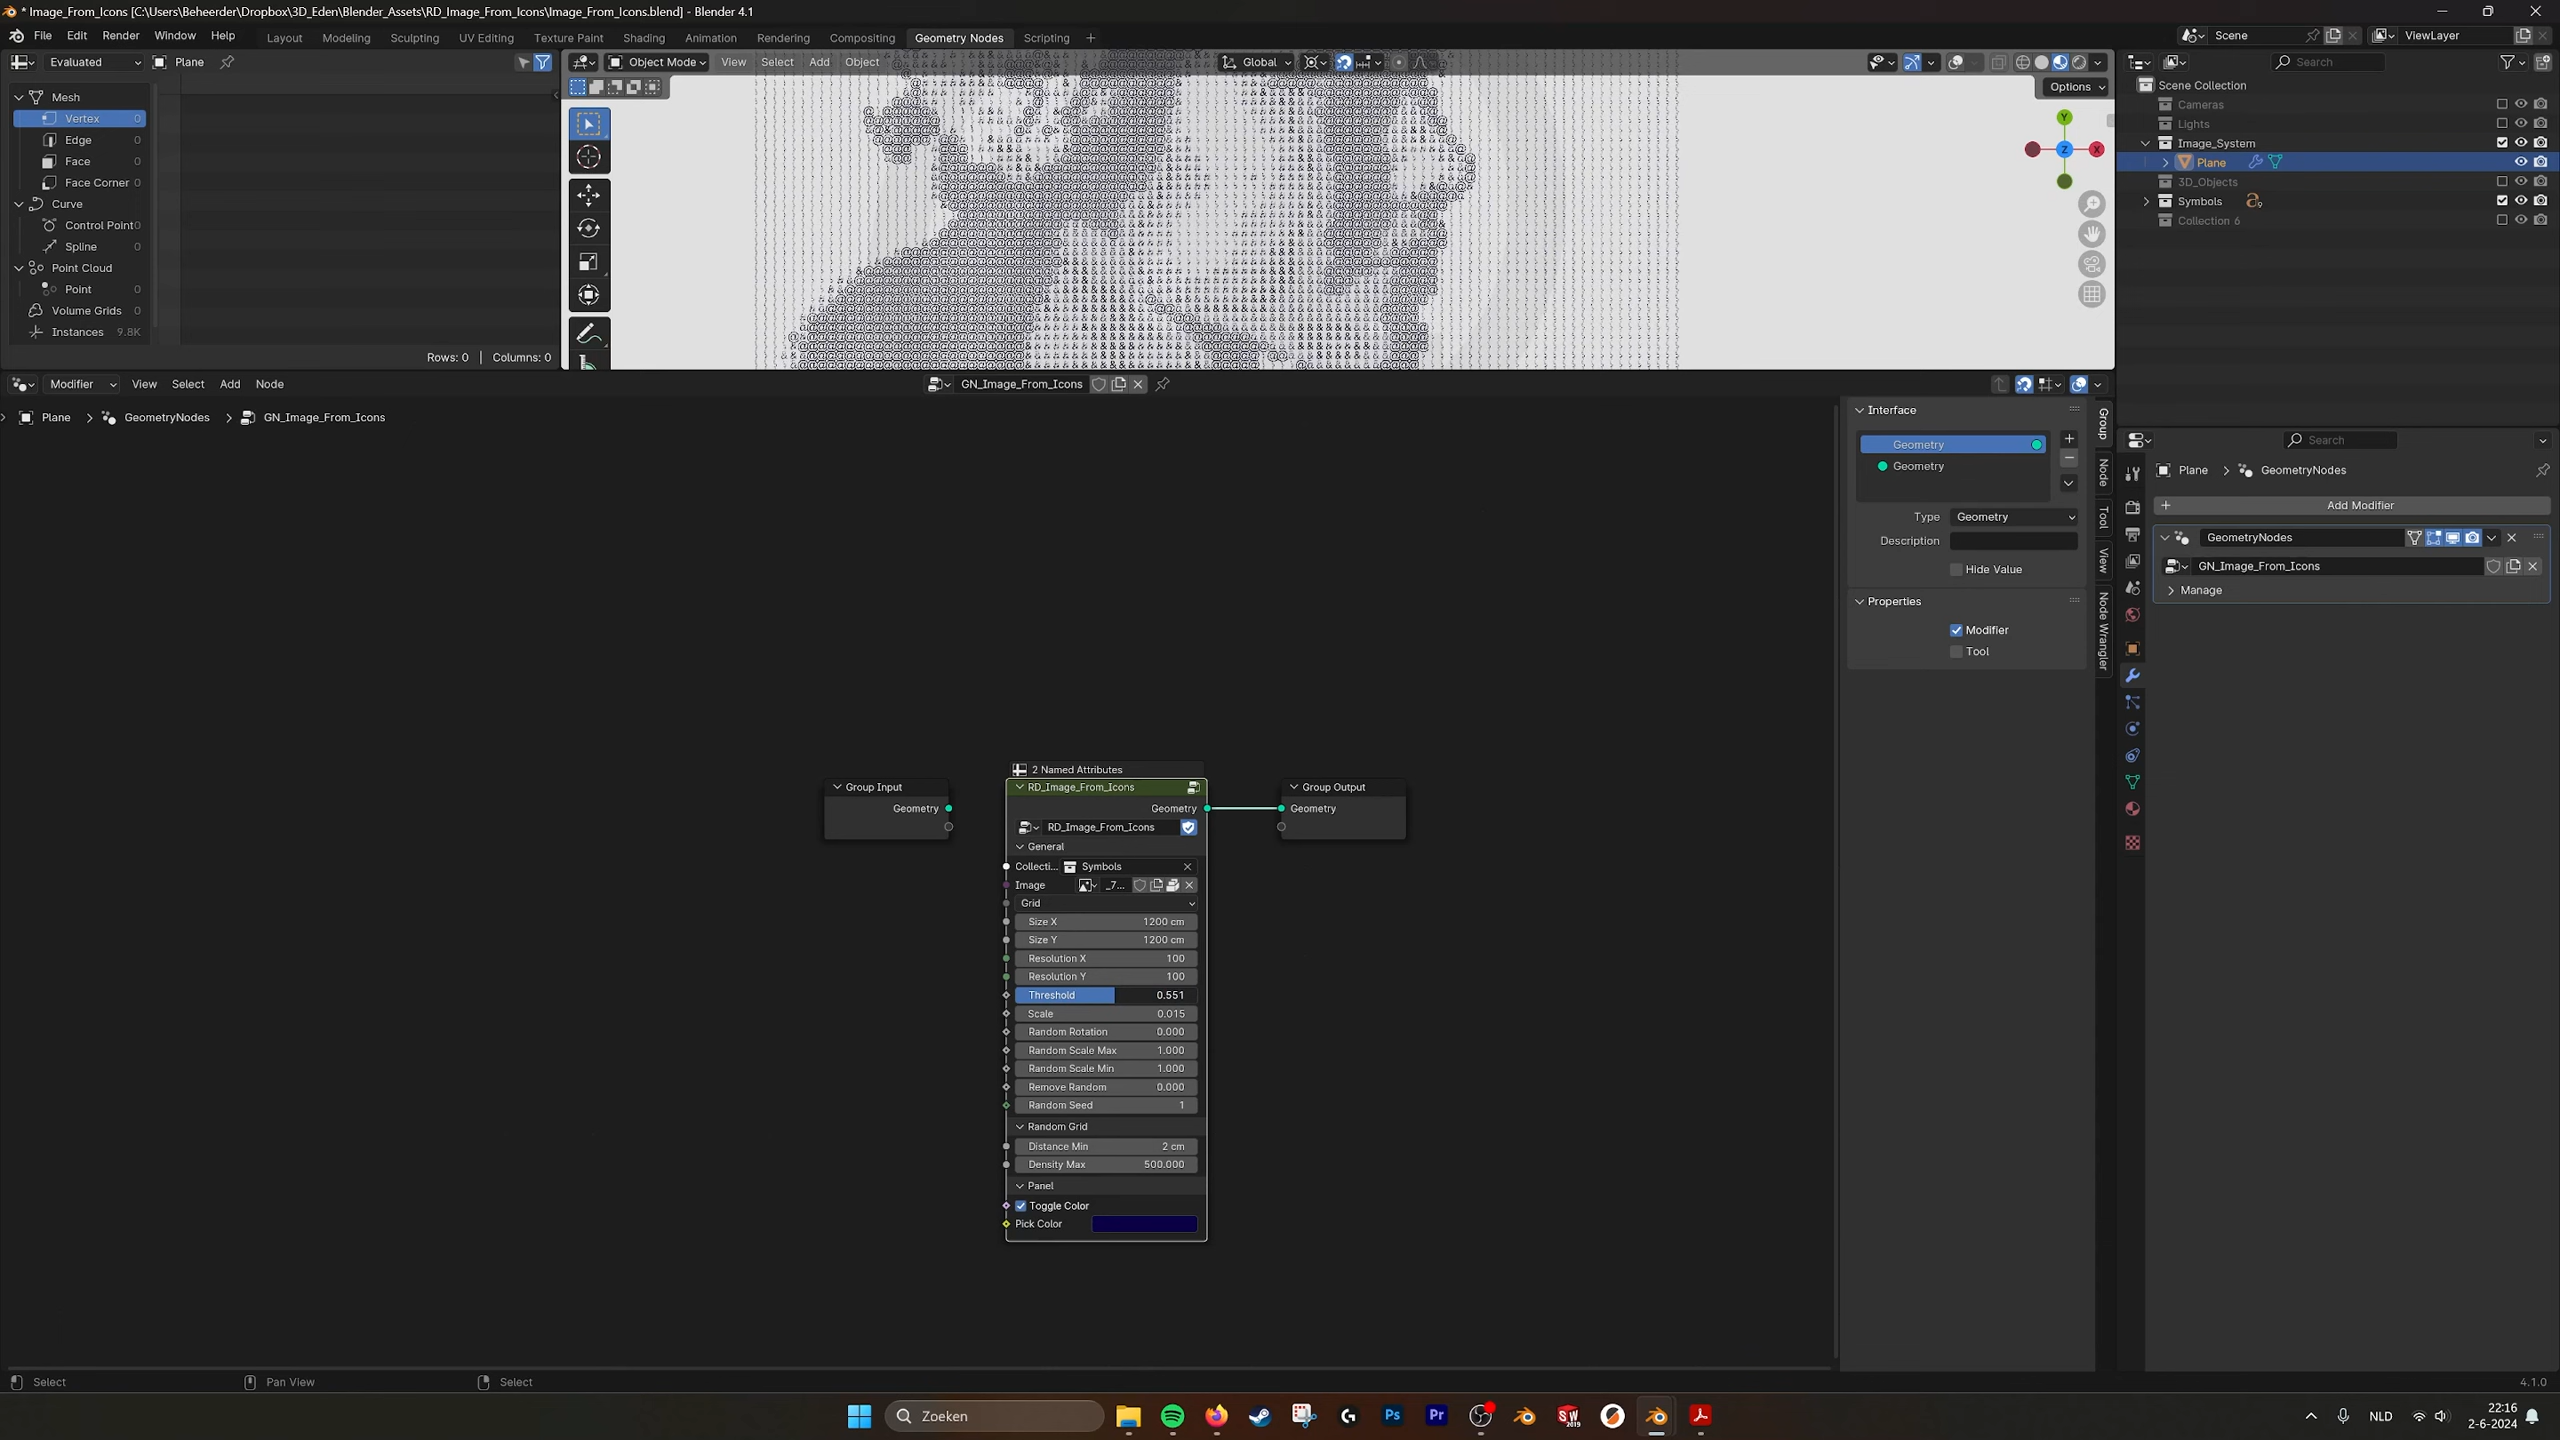 * Image_From_Icons [C:\Users\Beheerder\Dropbox\3D_Eden\Blender_Assets\RD_Image_From_Icons\Image_From_Icons.blend] - Blender 4.1
File Edit Render Window Help Layout Modeling Sculpting UV Editing Texture Paint Shading Animation Rendering Compositing Geometry Nodes Scripting + Scene ViewLayer
Evaluated Plane
Object Mode View Select Add Object Global
Options
Search
Mesh
Vertex 0
Edge 0
Face 0
Face Corner 0
Curve
Control Point 0
Spline 0
Point Cloud
Point 0
Volume Grids
Instances 9.8K
Rows: 0 | Columns: 0
Y
Z
X
Scene Collection
Cameras
Lights
Image_System
Plane
3D_Objects
Symbols
Collection 6
Modifier View Select Add Node GN_Image_From_Icons
Plane > GeometryNodes > GN_Image_From_Icons
Group Input
Geometry
2 Named Attributes
RD_Image_From_Icons
Geometry
RD_Image_From_Icons
General
Collecti... Symbols
Image _7...
Grid
Size X 1200 cm
Size Y 1200 cm
Resolution X 100
Resolution Y 100
Threshold 0.551
Scale 0.015
Random Rotation 0.000
Random Scale Max 1.000
Random Scale Min 1.000
Remove Random 0.000
Random Seed 1
Random Grid
Distance Min 2 cm
Density Max 500.000
Panel
Toggle Color
Pick Color
Group Output
Geometry
Interface
Geometry
Geometry
Type Geometry
Description
Hide Value
Properties
Modifier
Tool
Group
Node
Tool
View
Node Wrangler
Search
Plane > GeometryNodes
Add Modifier
GeometryNodes
GN_Image_From_Icons
Manage
Select Pan View Select 4.1.0
Zoeken
Ps
Pr
SW
2019
NLD
22:16
2-6-2024